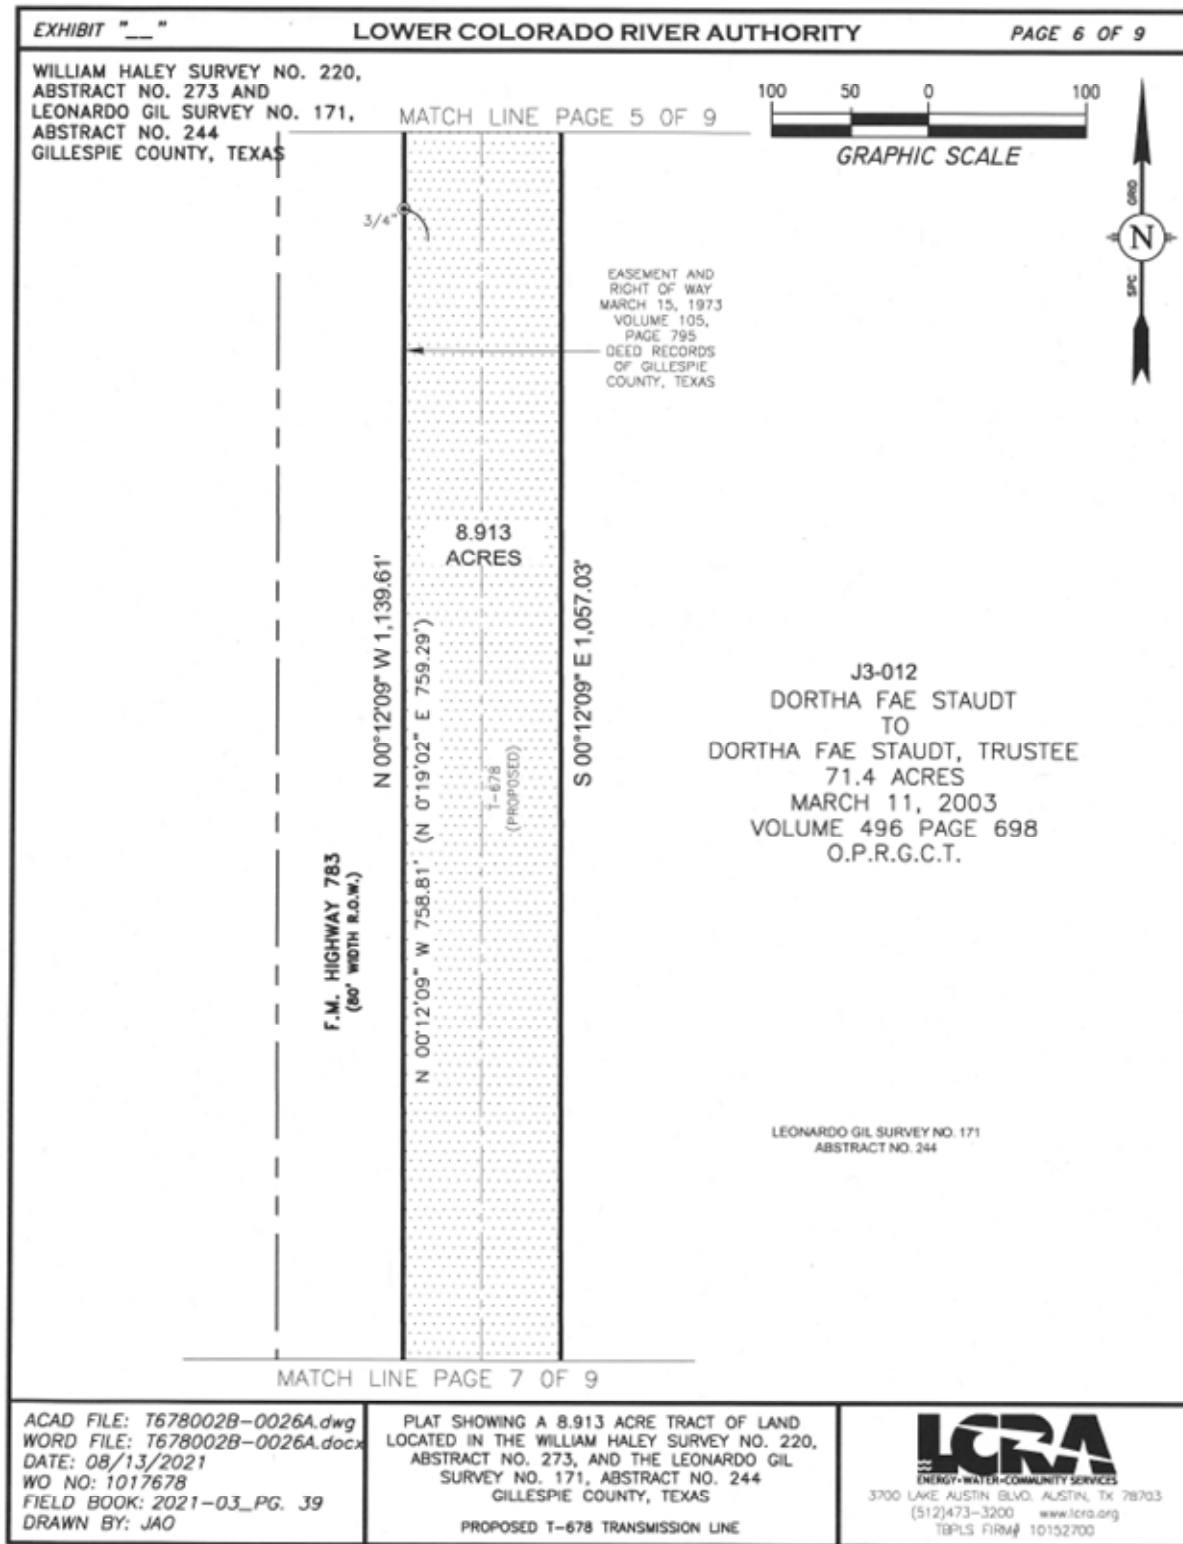 EXHIBIT "__"
LOWER COLORADO RIVER AUTHORITY
PAGE 6 OF 9
WILLIAM HALEY SURVEY NO. 220,
ABSTRACT NO. 273 AND
LEONARDO GIL SURVEY NO. 171,
ABSTRACT NO. 244
GILLESPIE COUNTY, TEXAS
MATCH LINE PAGE 5 OF 9
100 50 0 100
GRAPHIC SCALE
GRID
N
SPC
3/4"
EASEMENT AND
RIGHT OF WAY
MARCH 15, 1973
VOLUME 105,
PAGE 795
DEED RECORDS
OF GILLESPIE
COUNTY, TEXAS
8.913
ACRES
N 00°12'09" W 1,139.61'
N 00°12'09" W 758.81' (N 0°19'02" E 759.29')
T-678
(PROPOSED)
S 00°12'09" E 1,057.03'
F.M. HIGHWAY 783
(80' WIDTH R.O.W.)
J3-012
DORTHA FAE STAUDT
TO
DORTHA FAE STAUDT, TRUSTEE
71.4 ACRES
MARCH 11, 2003
VOLUME 496 PAGE 698
O.P.R.G.C.T.
LEONARDO GIL SURVEY NO. 171
ABSTRACT NO. 244
MATCH LINE PAGE 7 OF 9
ACAD FILE: T678002B-0026A.dwg
WORD FILE: T678002B-0026A.docx
DATE: 08/13/2021
WO NO: 1017678
FIELD BOOK: 2021-03_PG. 39
DRAWN BY: JAO
PLAT SHOWING A 8.913 ACRE TRACT OF LAND
LOCATED IN THE WILLIAM HALEY SURVEY NO. 220,
ABSTRACT NO. 273, AND THE LEONARDO GIL
SURVEY NO. 171, ABSTRACT NO. 244
GILLESPIE COUNTY, TEXAS
PROPOSED T-678 TRANSMISSION LINE
LCRA
ENERGY•WATER•COMMUNITY SERVICES
3700 LAKE AUSTIN BLVD. AUSTIN, TX 78703
(512)473-3200 www.lcra.org
TBPLS FIRM# 10152700